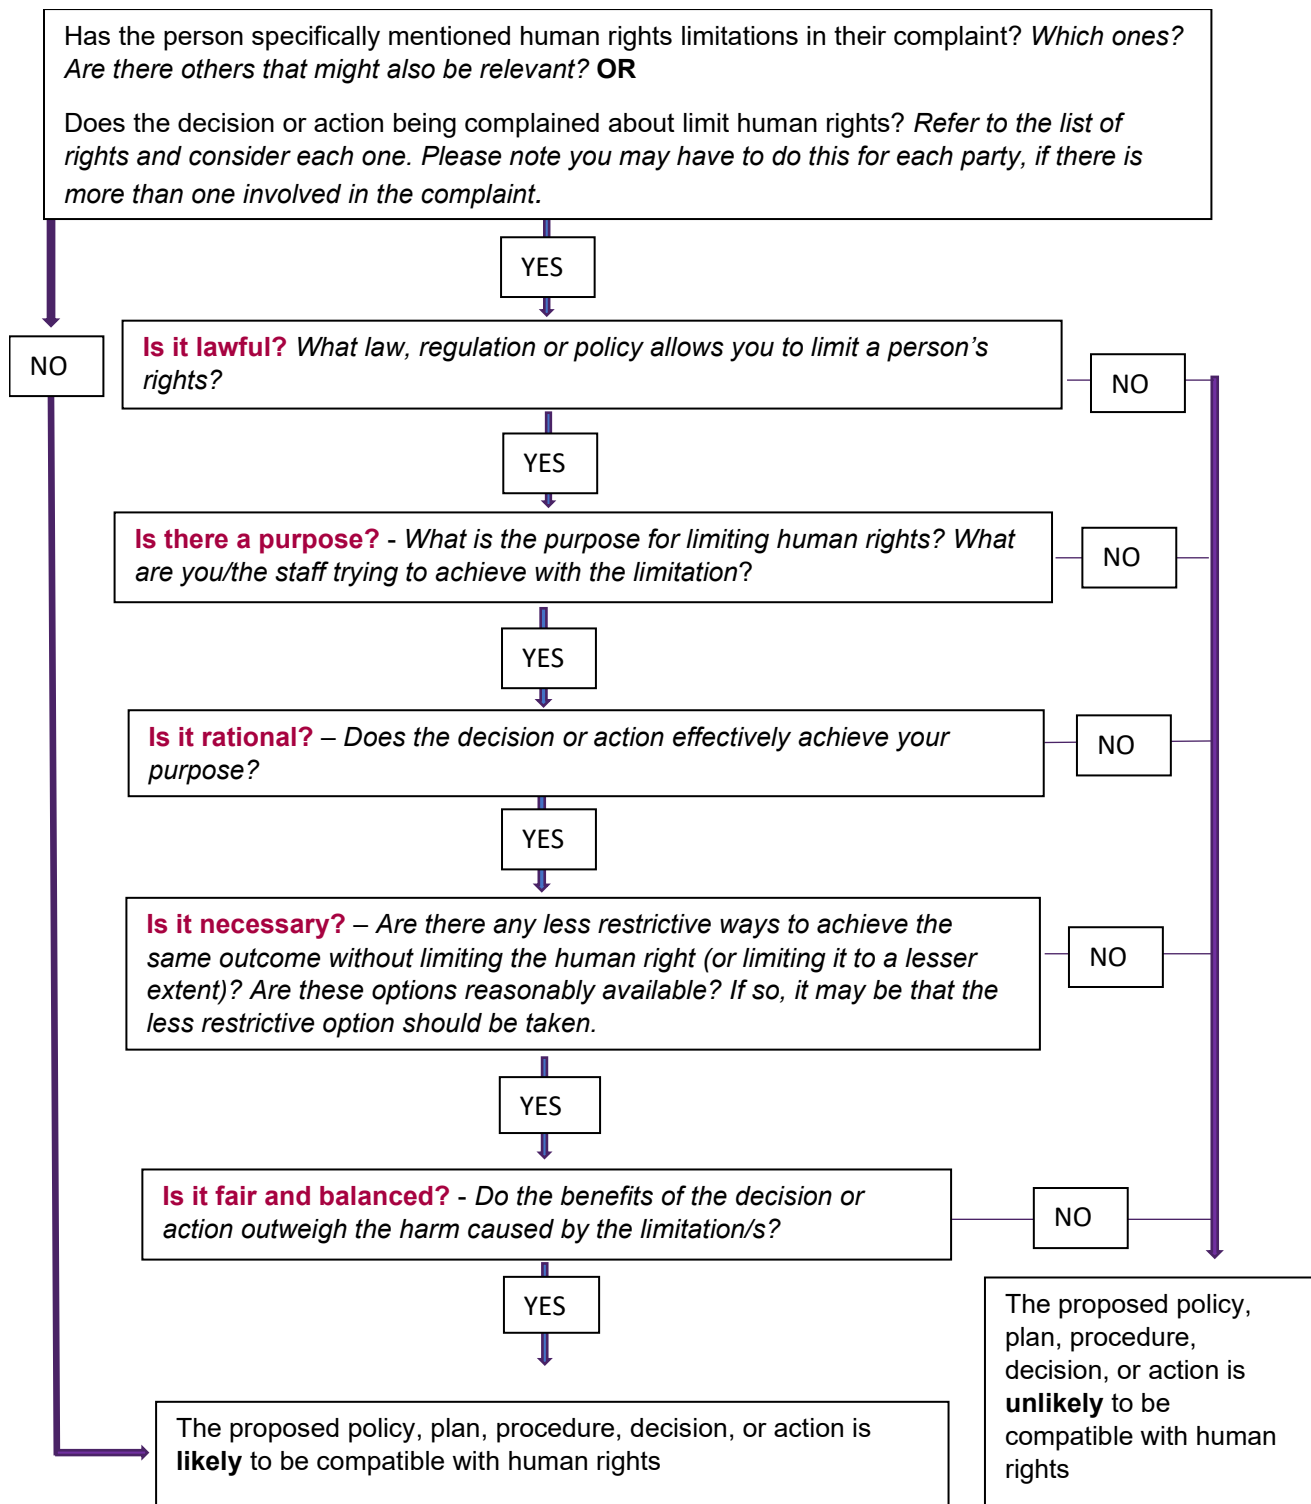 Has the person specifically mentioned human rights limitations in their complaint? Which ones?
Are there others that might also be relevant? OR
Does the decision or action being complained about limit human rights? Refer to the list of
rights and consider each one. Please note you may have to do this for each party, if there is
more than one involved in the complaint.
YES
NO
Is it lawful? What law, regulation or policy allows you to limit a person’s
rights?
NO
YES
Is there a purpose? - What is the purpose for limiting human rights? What
are you/the staff trying to achieve with the limitation?
NO
YES
Is it rational? – Does the decision or action effectively achieve your
purpose?
NO
YES
Is it necessary? – Are there any less restrictive ways to achieve the
same outcome without limiting the human right (or limiting it to a lesser
extent)? Are these options reasonably available? If so, it may be that the
less restrictive option should be taken.
NO
YES
Is it fair and balanced? - Do the benefits of the decision or
action outweigh the harm caused by the limitation/s?
NO
YES
The proposed policy, plan, procedure, decision, or action is
likely to be compatible with human rights
The proposed policy,
plan, procedure,
decision, or action is
unlikely to be
compatible with human
rights